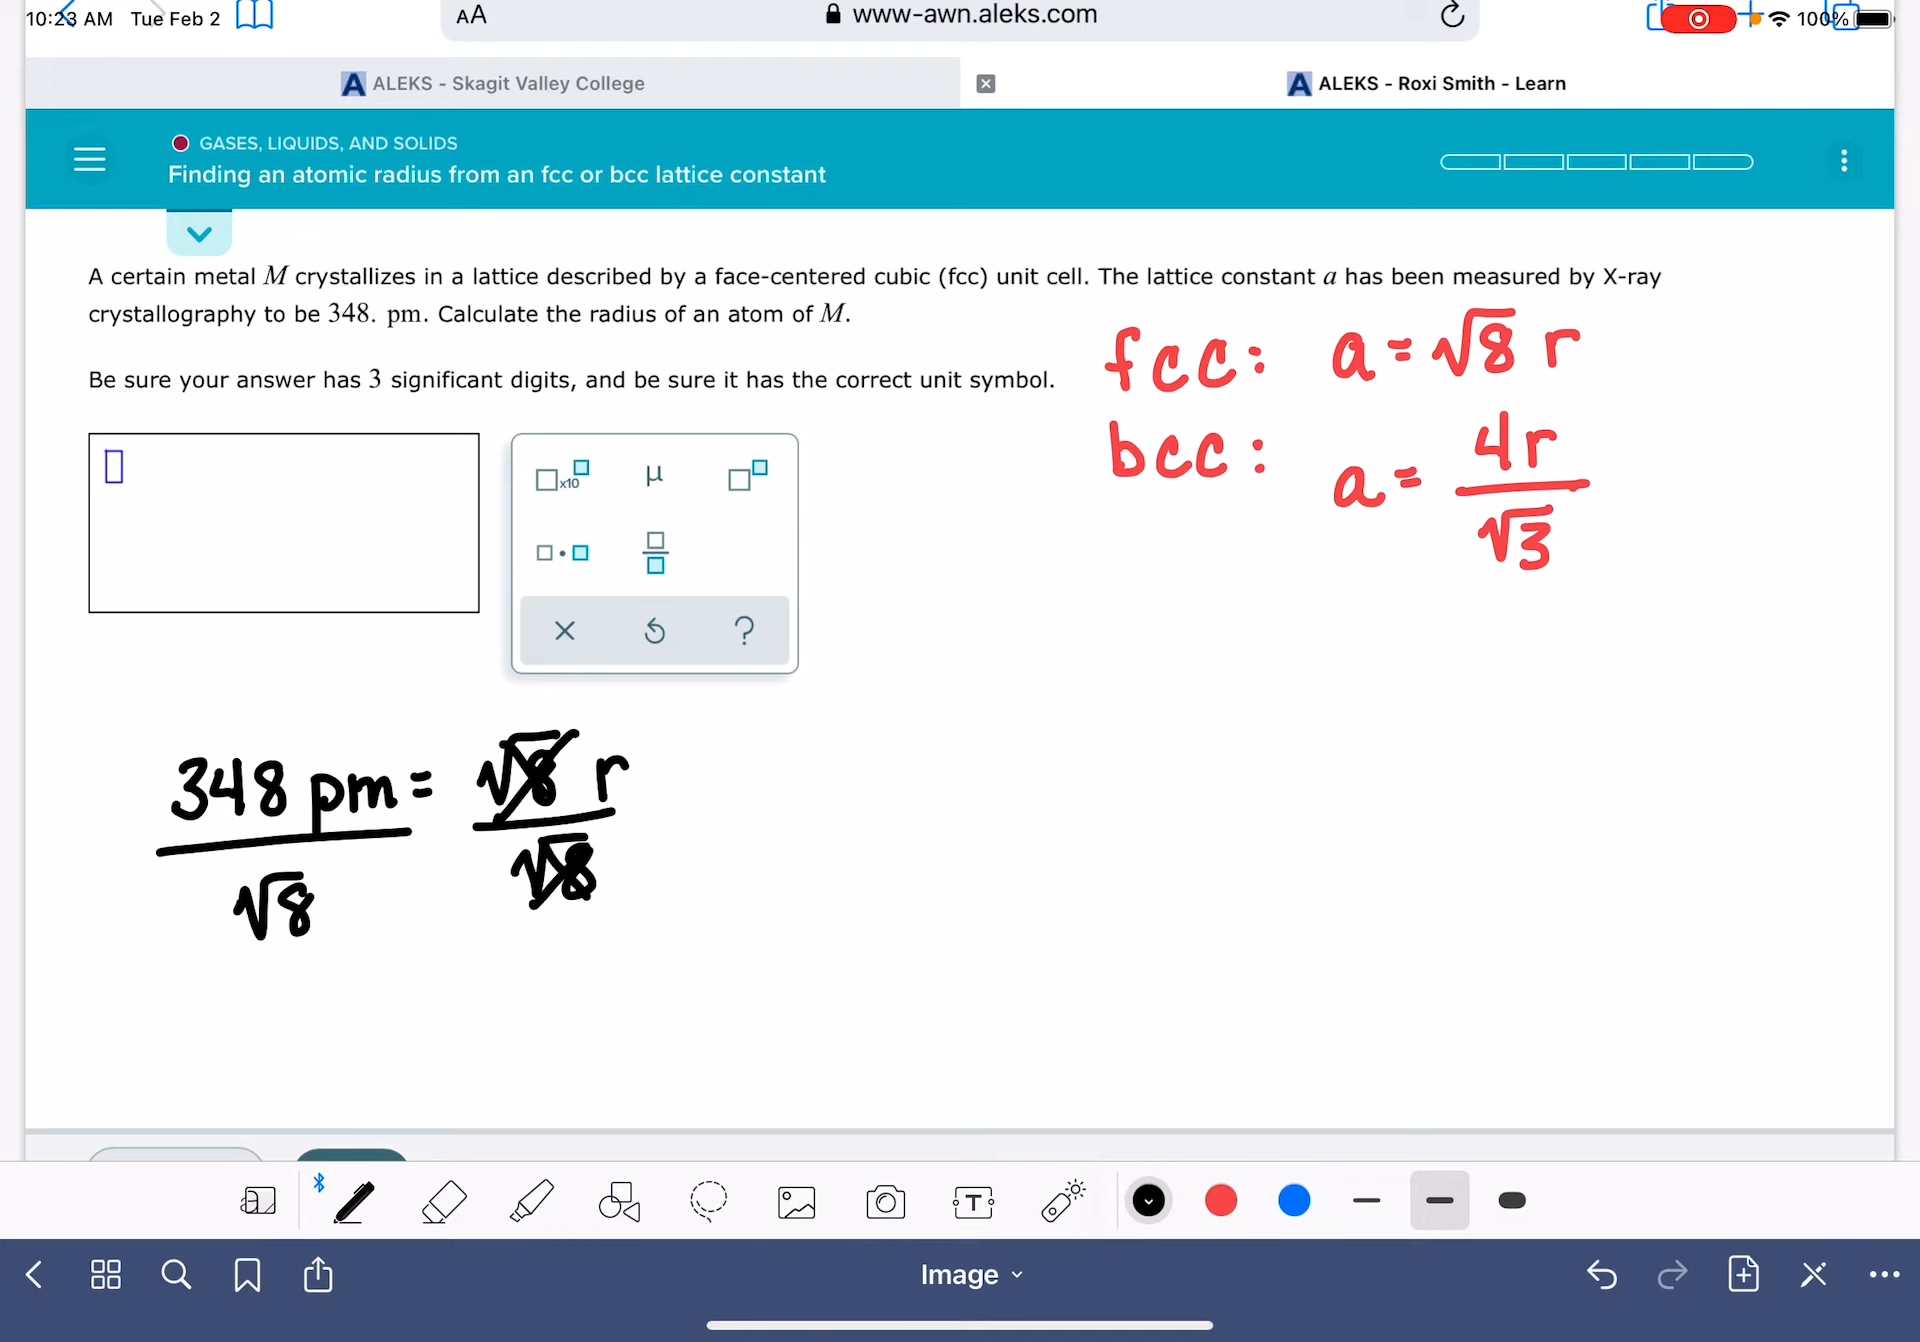 10:23 AM Tue Feb 2
AA
www-awn.aleks.com
100%
ALEKS - Skagit Valley College
ALEKS - Roxi Smith - Learn
GASES, LIQUIDS, AND SOLIDS
Finding an atomic radius from an fcc or bcc lattice constant
A certain metal M crystallizes in a lattice described by a face-centered cubic (fcc) unit cell. The lattice constant a has been measured by X-ray
crystallography to be 348. pm. Calculate the radius of an atom of M.
Be sure your answer has 3 significant digits, and be sure it has the correct unit symbol.
fcc: a = √8 r
bcc: a = 4r / √3
x10
μ
?
348 pm / √8 = √8 r / √8
T
Image